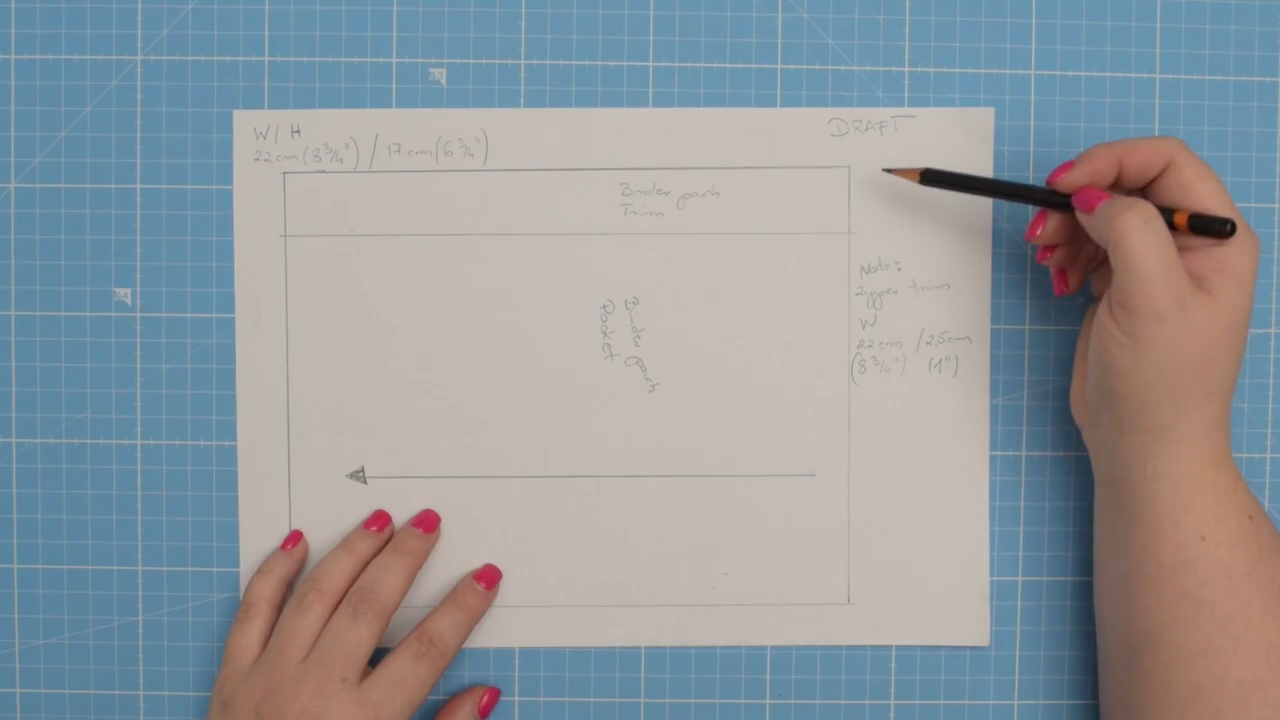 W/ H
22cm (3 3/4") / 17cm (6 3/4")
DRAFT
Binder pouch
Trim
Binder pouch
Pocket
Note:
Zipper trim
W
22cm / 2,5cm
(8 3/4") (1")